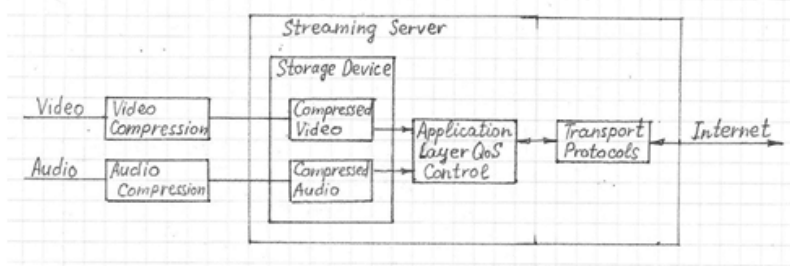 Streaming Server
Storage Device
Video
Video
Compression
Compressed
Video
Application
Layer QoS
Control
Transport
Protocols
Internet
Audio
Audio
Compression
Compressed
Audio